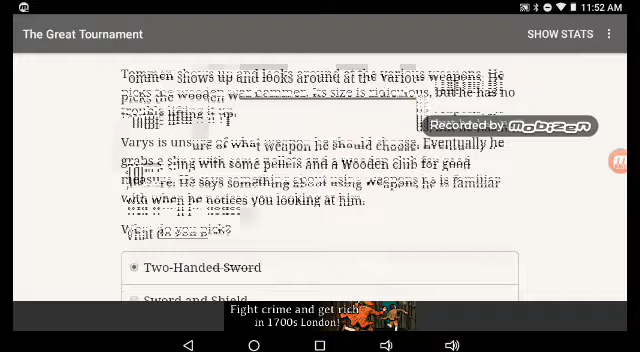 11:52 AM
The Great Tournament
SHOW STATS
Tommen shows up and looks around at the various weapons. He
picks the wooden war hammer. Its size is ridiculous, but he has no
trouble lifting it up.
Recorded by mobizen
Varys is unsure of what weapon he should choose. Eventually he
grabs a sling with some pellets and a Wooden club for good
measure. He says something about using weapons he is familiar
with when he notices you looking at him.
What do you pick?
Two-Handed Sword
Sword and Shield
Fight crime and get rich
in 1700s London!